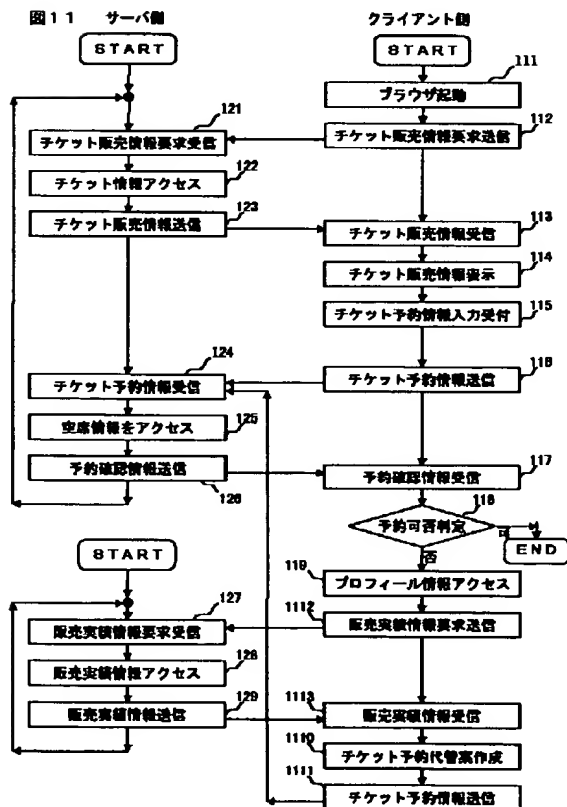 図11 サーバ側 クライアント側
START START
111
ブラウザ起動
121 112
チケット販売情報要求受信 チケット販売情報要求送信
122
チケット情報アクセス
123 113
チケット販売情報送信 チケット販売情報受信
114
チケット販売情報表示
115
チケット予約情報入力受付
124 116
チケット予約情報受信 チケット予約情報送信
125
空席情報をアクセス
117
予約確認情報送信 予約確認情報受信
126 118
予約可否判定 可
START 否 END
119
プロフィール情報アクセス
127 1112
販売実績情報要求受信 販売実績情報要求送信
128
販売実績情報アクセス
129 1113
販売実績情報送信 販売実績情報受信
1110
チケット予約代替案作成
1111
チケット予約情報送信